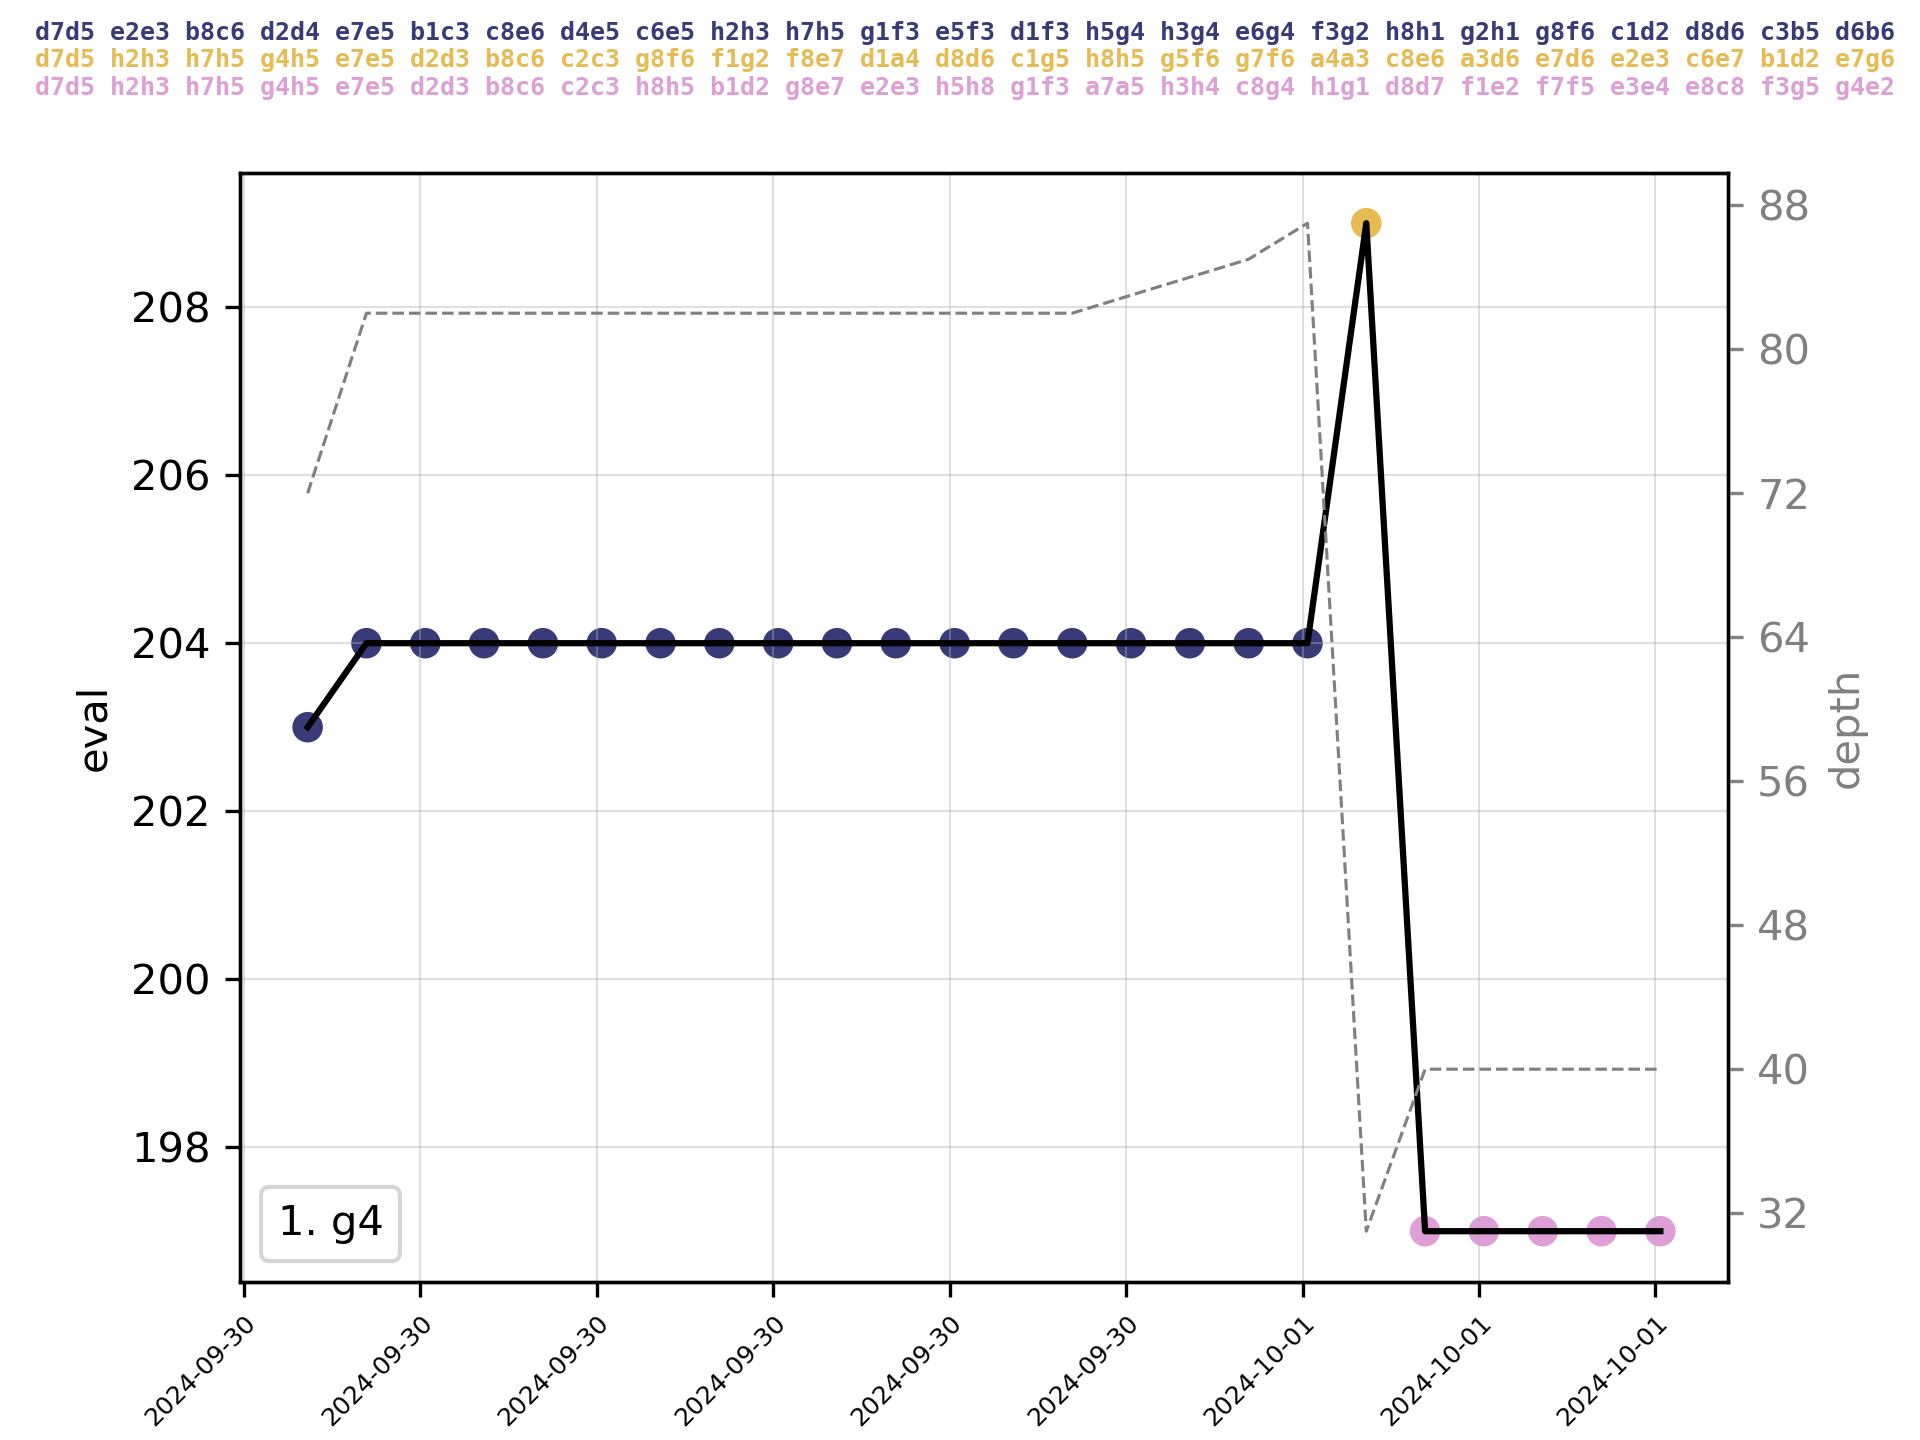 d7d5 e2e3 b8c6 d2d4 e7e5 b1c3 c8e6 d4e5 c6e5 h2h3 h7h5 g1f3 e5f3 d1f3 h5g4 h3g4 e6g4 f3g2 h8h1 g2h1 g8f6 c1d2 d8d6 c3b5 d6b6
d7d5 h2h3 h7h5 g4h5 e7e5 d2d3 b8c6 c2c3 g8f6 f1g2 f8e7 d1a4 d8d6 c1g5 h8h5 g5f6 g7f6 a4a3 c8e6 a3d6 e7d6 e2e3 c6e7 b1d2 e7g6
d7d5 h2h3 h7h5 g4h5 e7e5 d2d3 b8c6 c2c3 h8h5 b1d2 g8e7 e2e3 h5h8 g1f3 a7a5 h3h4 c8g4 h1g1 d8d7 f1e2 f7f5 e3e4 e8c8 f3g5 g4e2
88
208
80
206
72
204
64
eval
depth
202
56
48
200
40
198
32
1. g4
2024-09-30 2024-09-30 2024-09-30 2024-09-30 2024-09-30 2024-09-30 2024-10-01 2024-10-01 2024-10-01